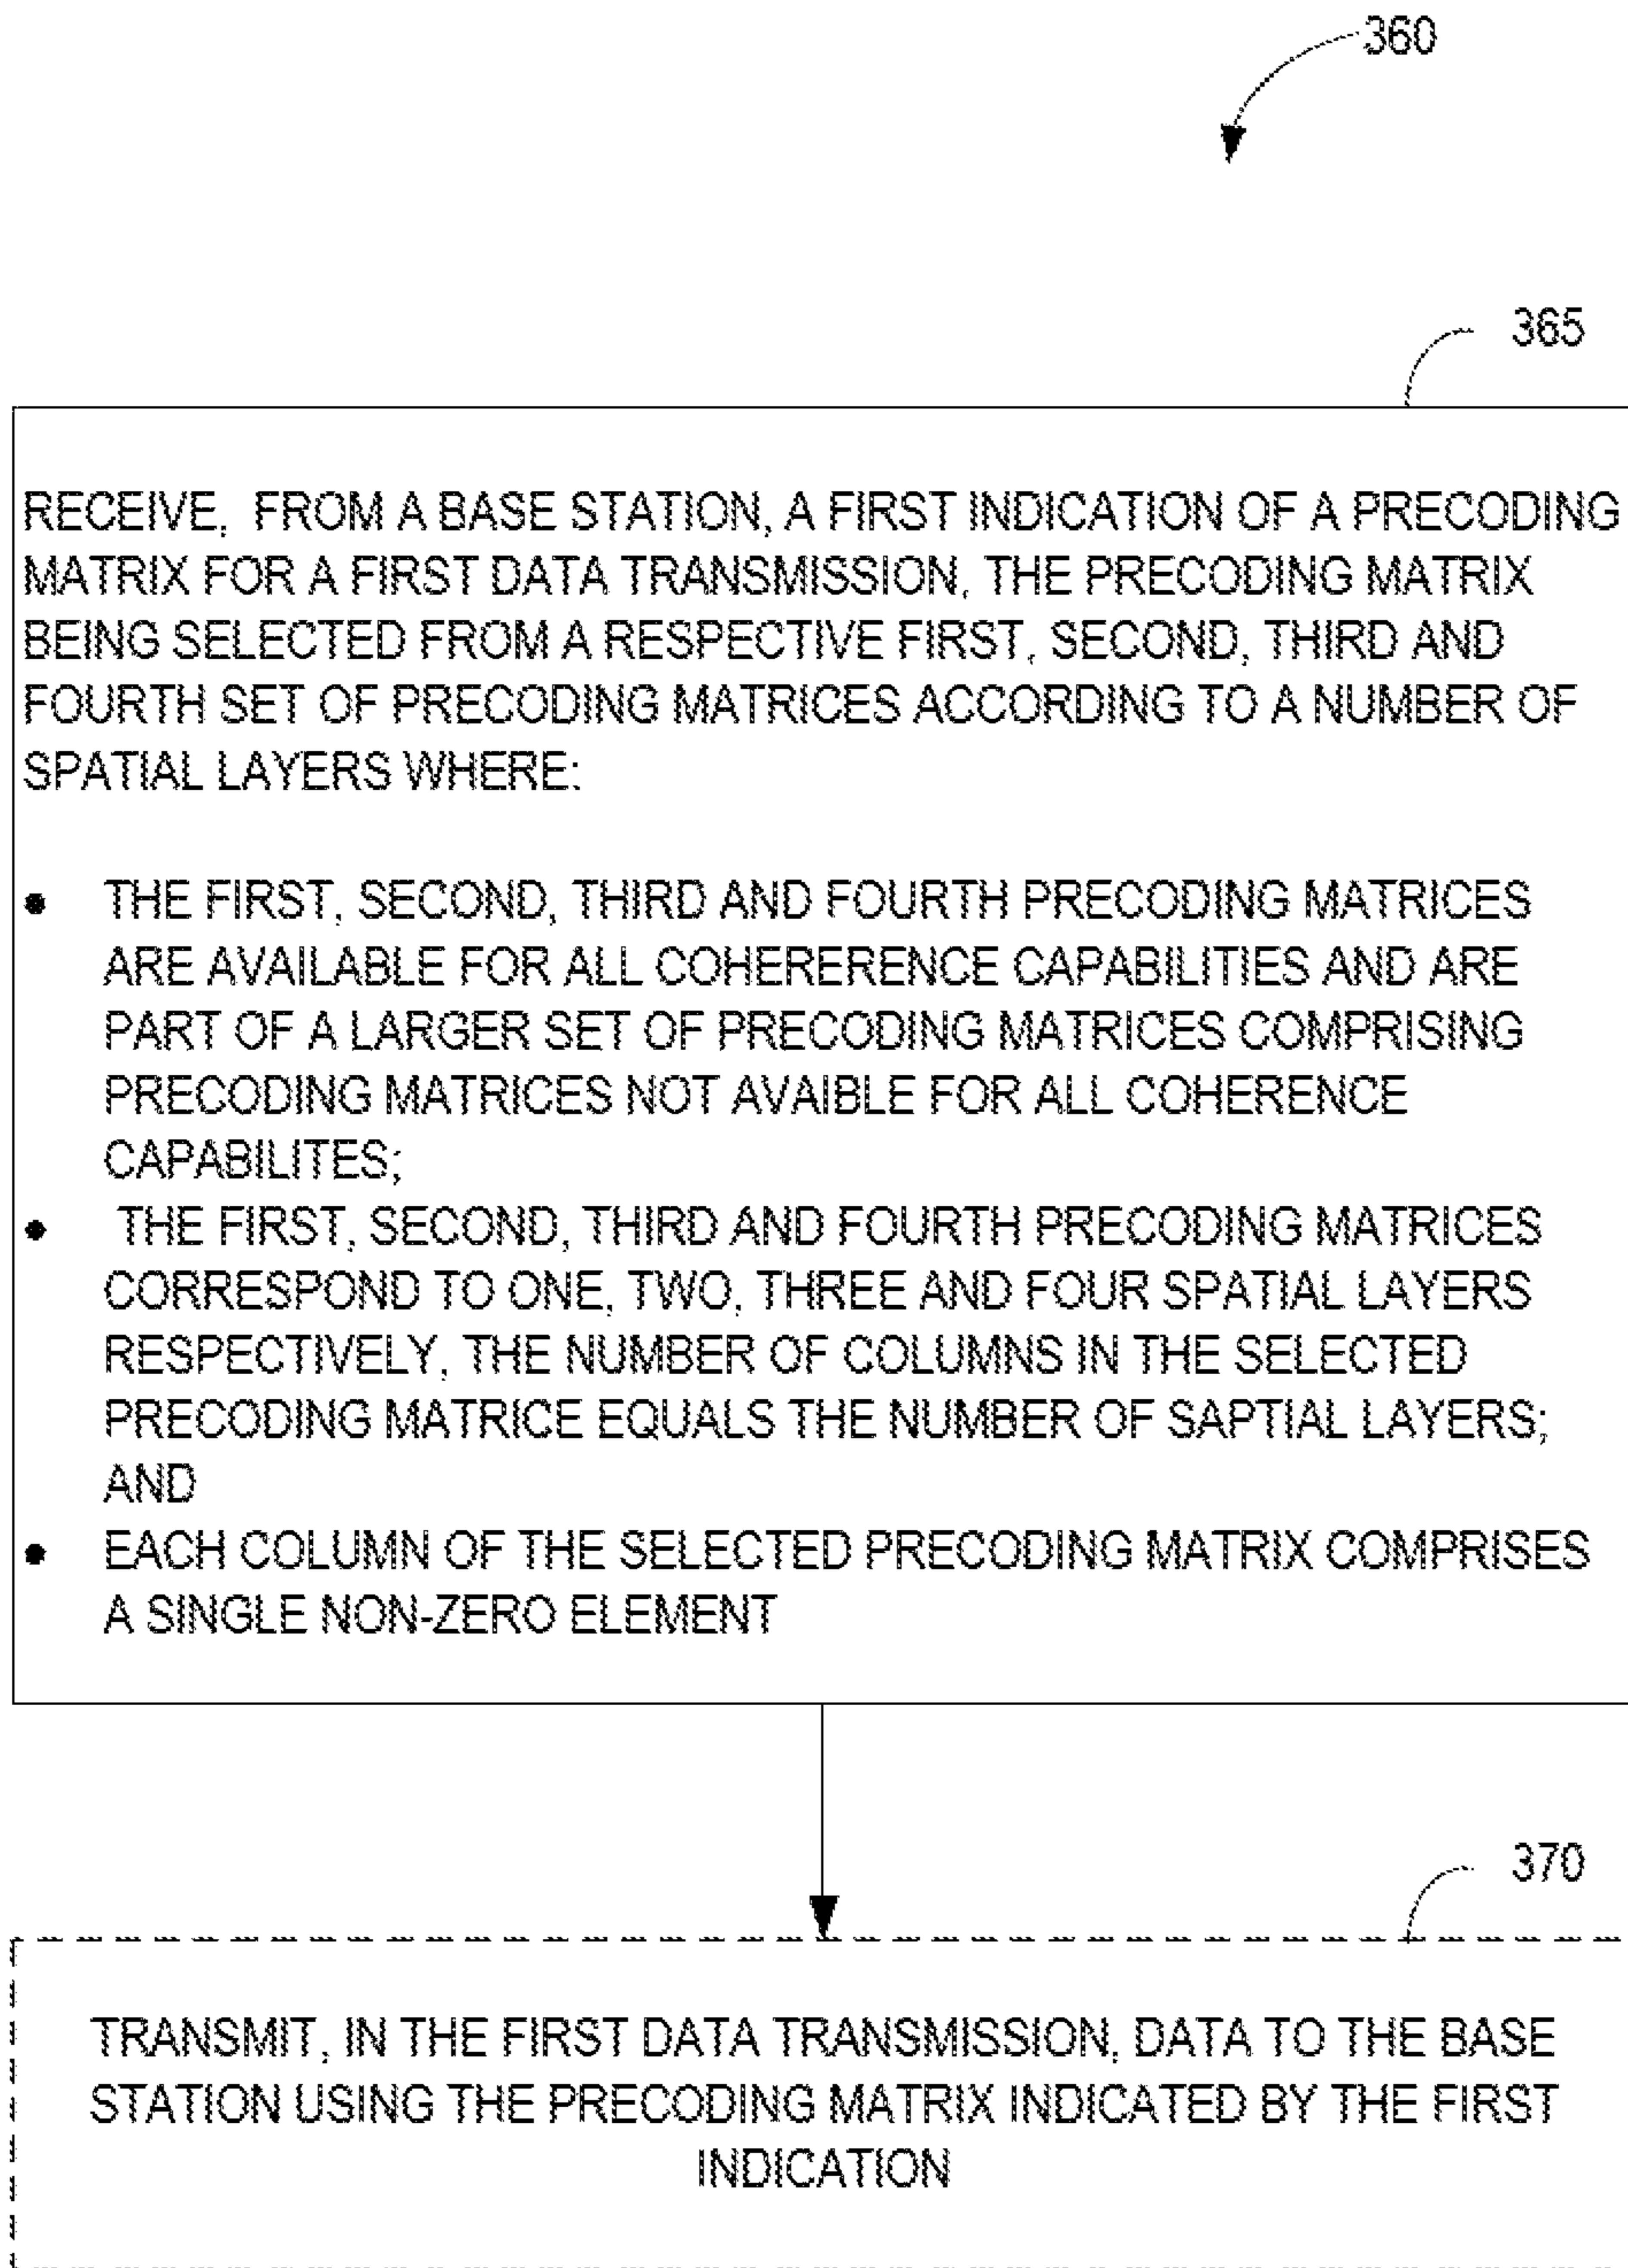 360
365
RECEIVE, FROM A BASE STATION, A FIRST INDICATION OF A PRECODING
MATRIX FOR A FIRST DATA TRANSMISSION, THE PRECODING MATRIX
BEING SELECTED FROM A RESPECTIVE FIRST, SECOND, THIRD AND
FOURTH SET OF PRECODING MATRICES ACCORDING TO A NUMBER OF
SPATIAL LAYERS WHERE:
• THE FIRST, SECOND, THIRD AND FOURTH PRECODING MATRICES
ARE AVAILABLE FOR ALL COHERERENCE CAPABILITIES AND ARE
PART OF A LARGER SET OF PRECODING MATRICES COMPRISING
PRECODING MATRICES NOT AVAIBLE FOR ALL COHERENCE
CAPABILITES;
• THE FIRST, SECOND, THIRD AND FOURTH PRECODING MATRICES
CORRESPOND TO ONE, TWO, THREE AND FOUR SPATIAL LAYERS
RESPECTIVELY, THE NUMBER OF COLUMNS IN THE SELECTED
PRECODING MATRICE EQUALS THE NUMBER OF SAPTIAL LAYERS;
AND
• EACH COLUMN OF THE SELECTED PRECODING MATRIX COMPRISES
A SINGLE NON-ZERO ELEMENT
370
TRANSMIT, IN THE FIRST DATA TRANSMISSION, DATA TO THE BASE
STATION USING THE PRECODING MATRIX INDICATED BY THE FIRST
INDICATION